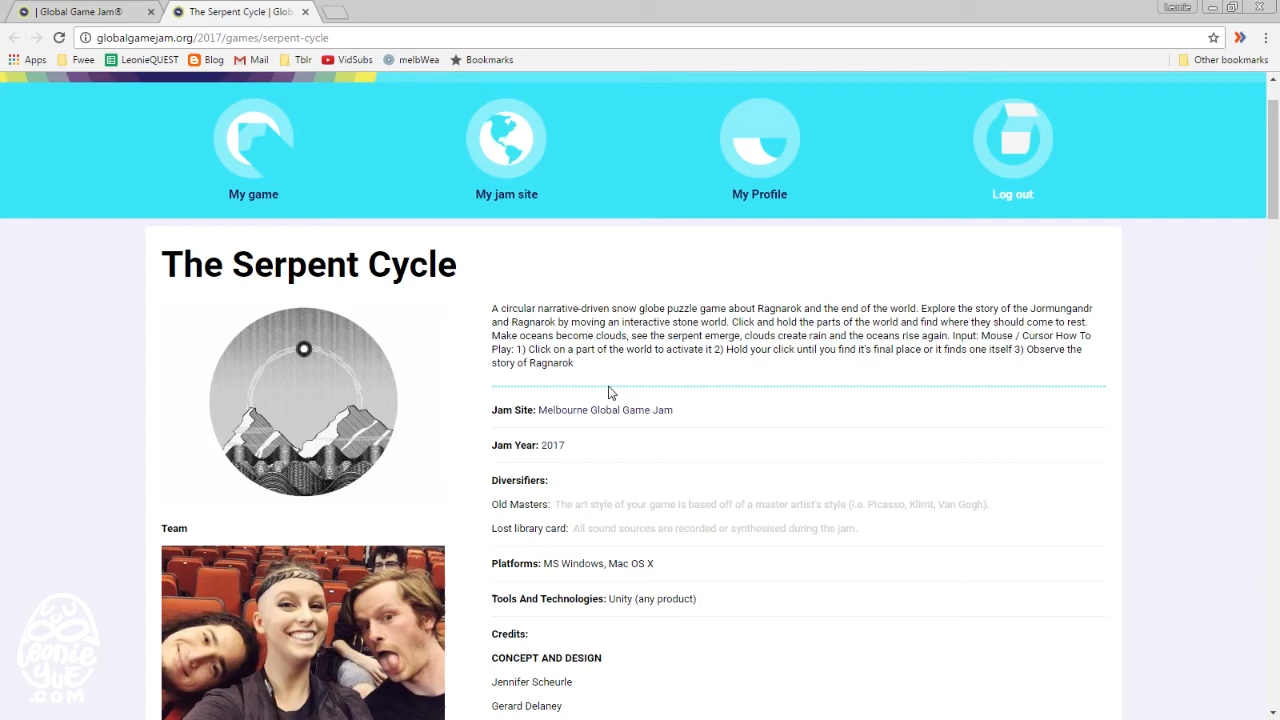 | Global Game Jam®
The Serpent Cycle | Glob
Leonie
globalgamejam.org/2017/games/serpent-cycle
Apps Fwee LeonieQUEST Blog Mail Tblr VidSubs melbWea Bookmarks Other bookmarks
My game My jam site My Profile Log out
The Serpent Cycle
A circular narrative-driven snow globe puzzle game about Ragnarok and the end of the world. Explore the story of the Jormungandr
and Ragnarok by moving an interactive stone world. Click and hold the parts of the world and find where they should come to rest.
Make oceans become clouds, see the serpent emerge, clouds create rain and the oceans rise again. Input: Mouse / Cursor How To
Play: 1) Click on a part of the world to activate it 2) Hold your click until you find it's final place or it finds one itself 3) Observe the
story of Ragnarok
Jam Site: Melbourne Global Game Jam
Jam Year: 2017
Diversifiers:
Old Masters: The art style of your game is based off of a master artist's style (i.e. Picasso, Klimt, Van Gogh).
Lost library card: All sound sources are recorded or synthesised during the jam.
Team
Platforms: MS Windows, Mac OS X
Tools And Technologies: Unity (any product)
Credits:
CONCEPT AND DESIGN
Jennifer Scheurle
Gerard Delaney
Leonie
YUE
.COM